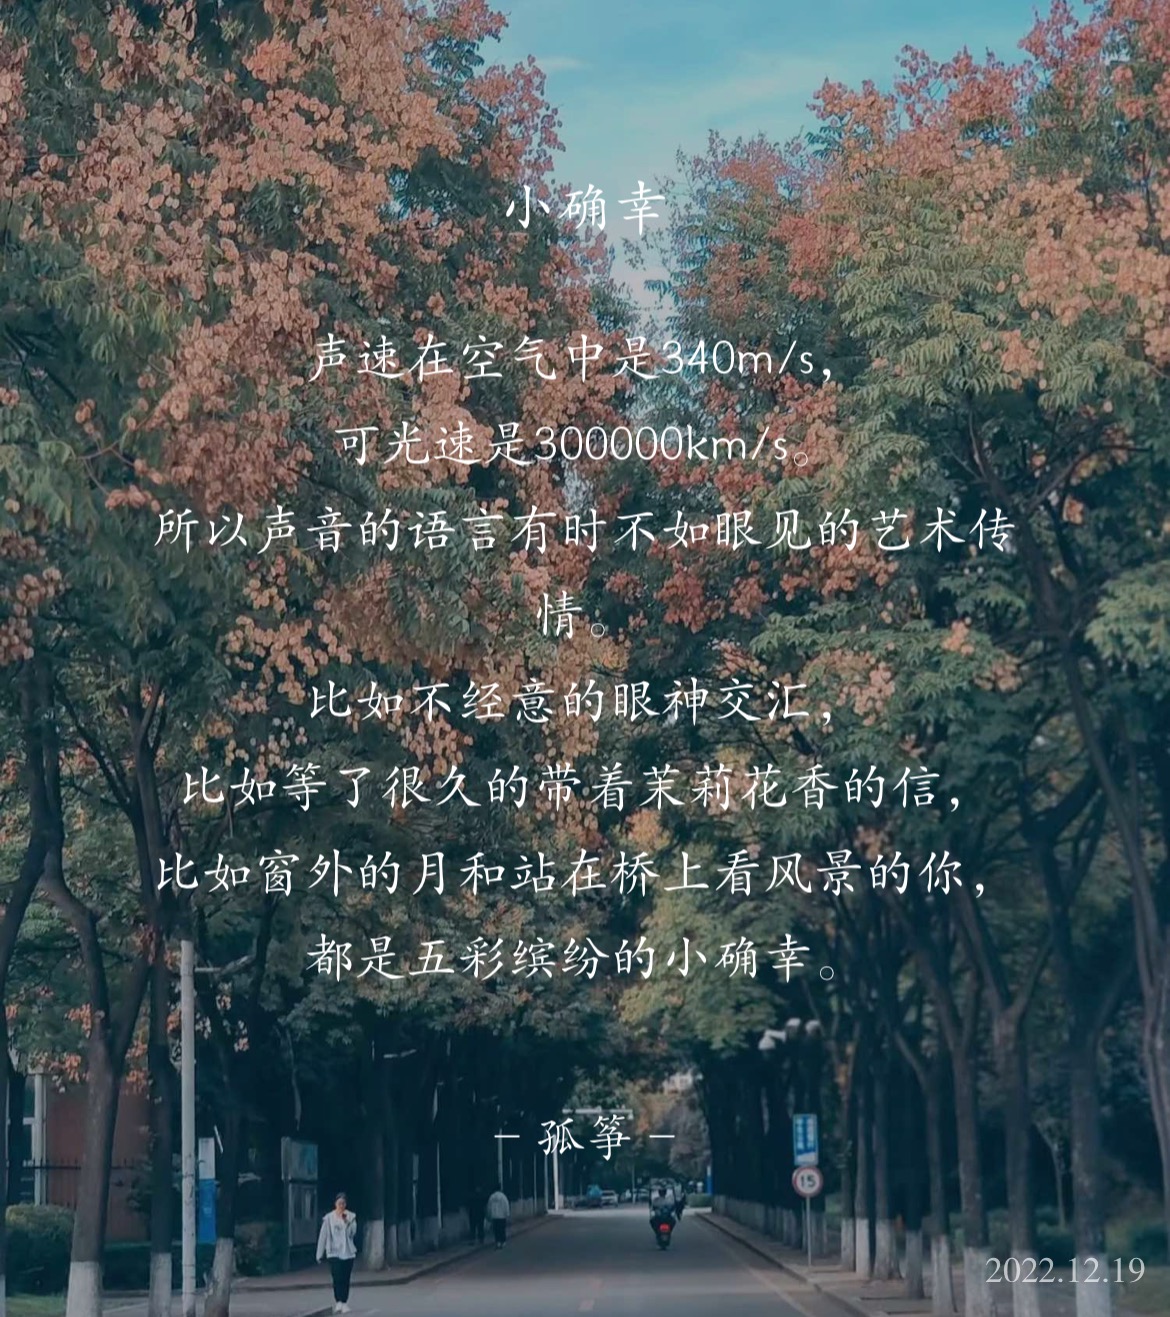 小确幸
声速在空气中是340m/s，
可光速是300000km/s。
所以声音的语言有时不如眼见的艺术传
情。
比如不经意的眼神交汇，
比如等了很久的带着茉莉花香的信，
比如窗外的月和站在桥上看风景的你，
都是五彩缤纷的小确幸。
– 孤筝 –
15
2022.12.19